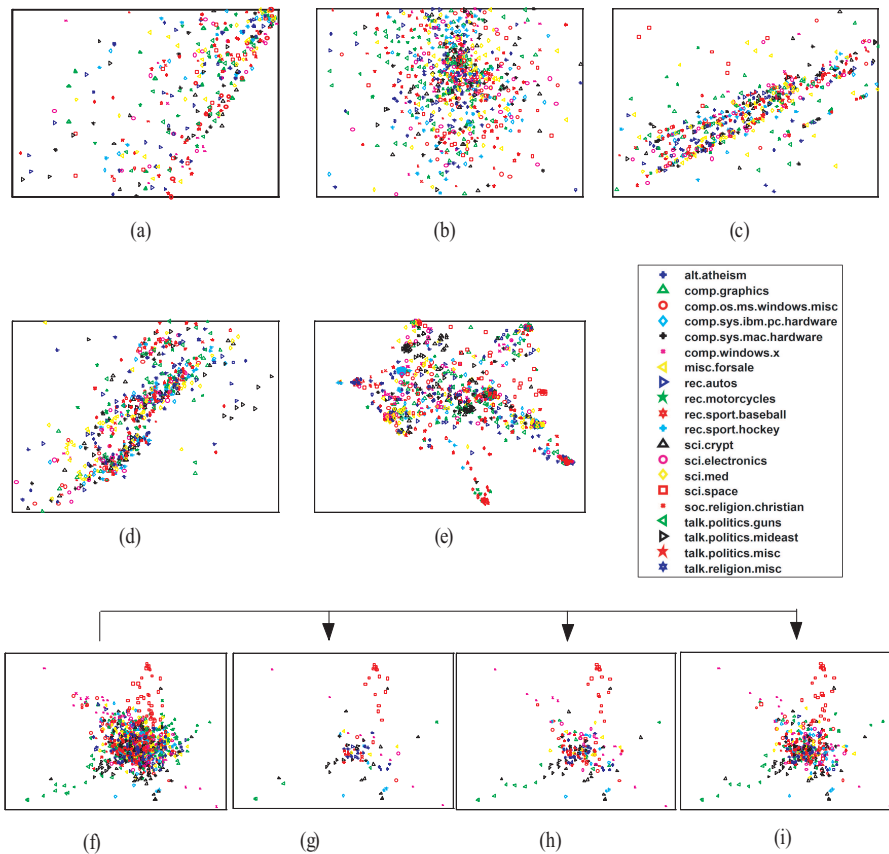 (a)
(b)
(c)
alt.atheism
comp.graphics
comp.os.ms.windows.misc
comp.sys.ibm.pc.hardware
comp.sys.mac.hardware
comp.windows.x
misc.forsale
rec.autos
rec.motorcycles
rec.sport.baseball
rec.sport.hockey
sci.crypt
sci.electronics
sci.med
sci.space
soc.religion.christian
talk.politics.guns
talk.politics.mideast
talk.politics.misc
talk.religion.misc
(d)
(e)
(f)
(g)
(h)
(i)